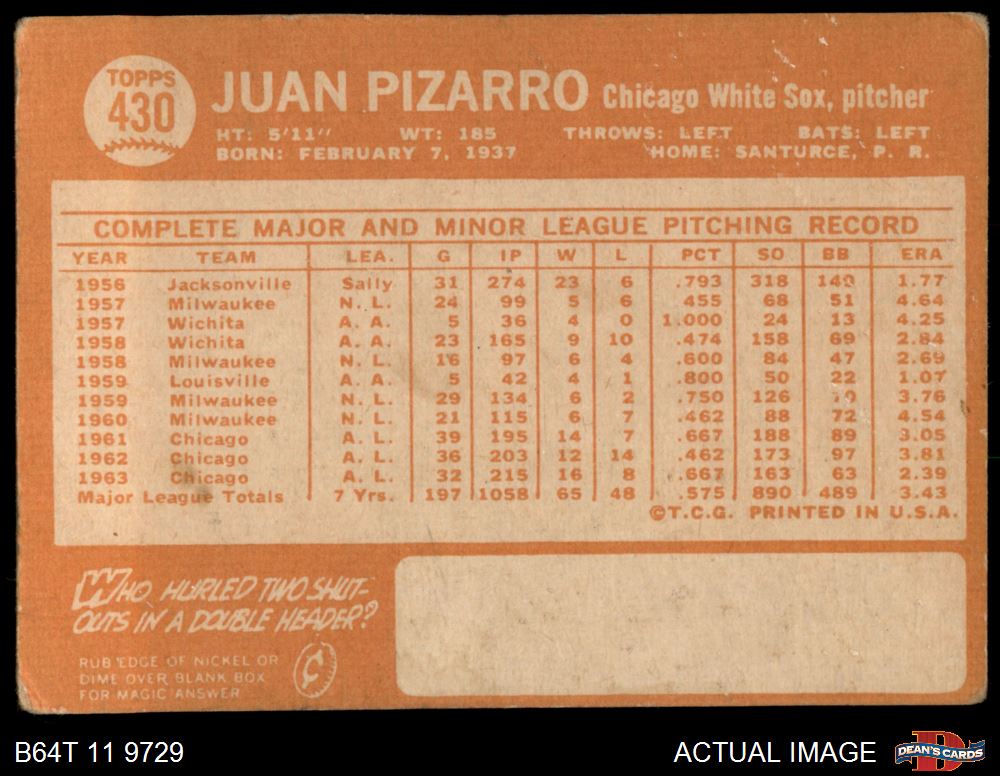 TOPPS
430
JUAN PIZARRO Chicago White Sox, pitcher
HT: 5'11" WT: 185 THROWS: LEFT BATS: LEFT
BORN: FEBRUARY 7, 1937 HOME: SANTURCE, P. R.
COMPLETE MAJOR AND MINOR LEAGUE PITCHING RECORD
YEAR TEAM LEA. G IP W L PCT SO BB ERA
1956 Jacksonville Sally 31 274 23 6 .793 318 149 1.77
1957 Milwaukee N. L. 24 99 5 6 .455 68 51 4.64
1957 Wichita A. A. 5 36 4 0 1.000 24 13 4.25
1958 Wichita A. A. 23 165 9 10 .474 158 69 2.84
1958 Milwaukee N. L. 16 97 6 4 .600 84 47 2.69
1959 Louisville A. A. 5 42 4 1 .800 50 22 1.07
1959 Milwaukee N. L. 29 134 6 2 .750 126 3.76
1960 Milwaukee N. L. 21 115 6 7 .462 88 72 4.54
1961 Chicago A. L. 39 195 14 7 .667 188 89 3.05
1962 Chicago A. L. 36 203 12 14 .462 173 97 3.81
1963 Chicago A. L. 32 215 16 8 .667 163 63 2.39
Major League Totals 7 Yrs. 197 1058 65 48 .575 890 489 3.43
©T.C.G. PRINTED IN U.S.A.
WHO HURLED TWO SHUT-
OUTS IN A DOUBLE HEADER?
RUB EDGE OF NICKEL OR
DIME OVER BLANK BOX
FOR MAGIC ANSWER
B64T 11 9729
ACTUAL IMAGE
D
DEAN'S CARDS